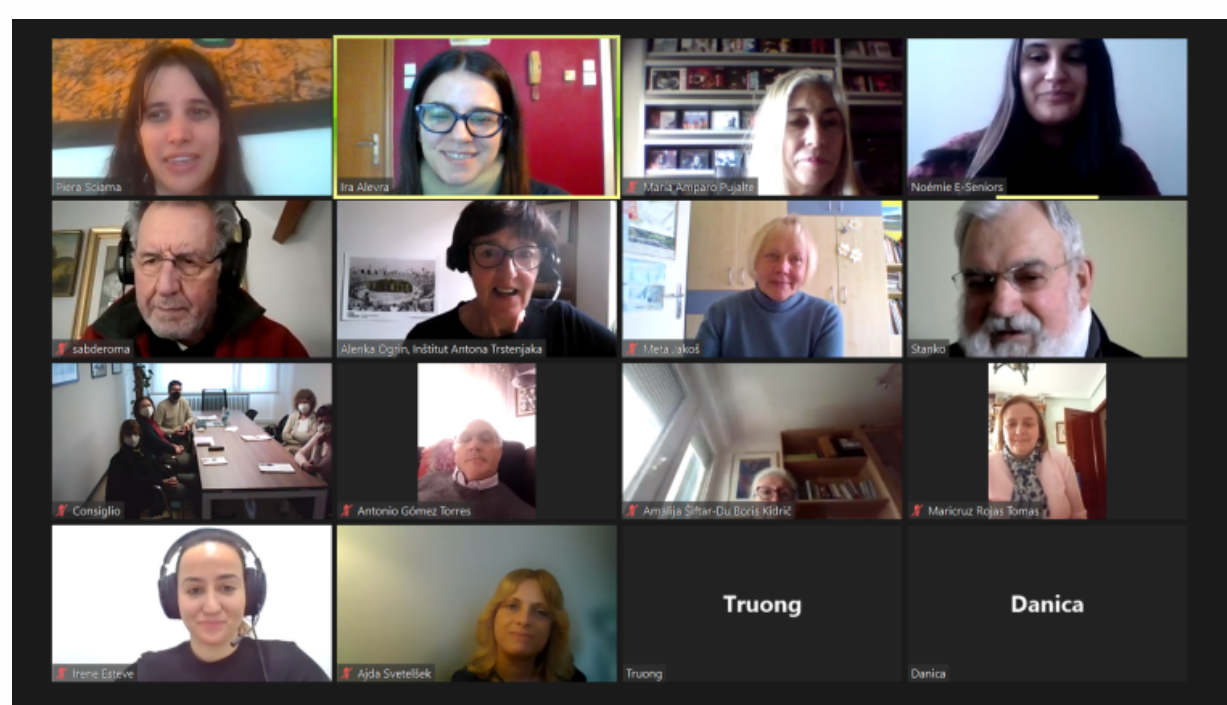 Piera Sciama
Ira Alevra
María Amparo Pujalte
Noémie E-Seniors
sabderoma
Alenka Ogrin, Inštitut Antona Trstenjaka
Meta Jakoš
Stanko
Consiglio
Antonio Gómez Torres
Amalija Šiftar-Du Boris Kidrič
Maricruz Rojas Tomas
Irene Esteve
Ajda Svetelšek
Truong
Truong
Danica
Danica